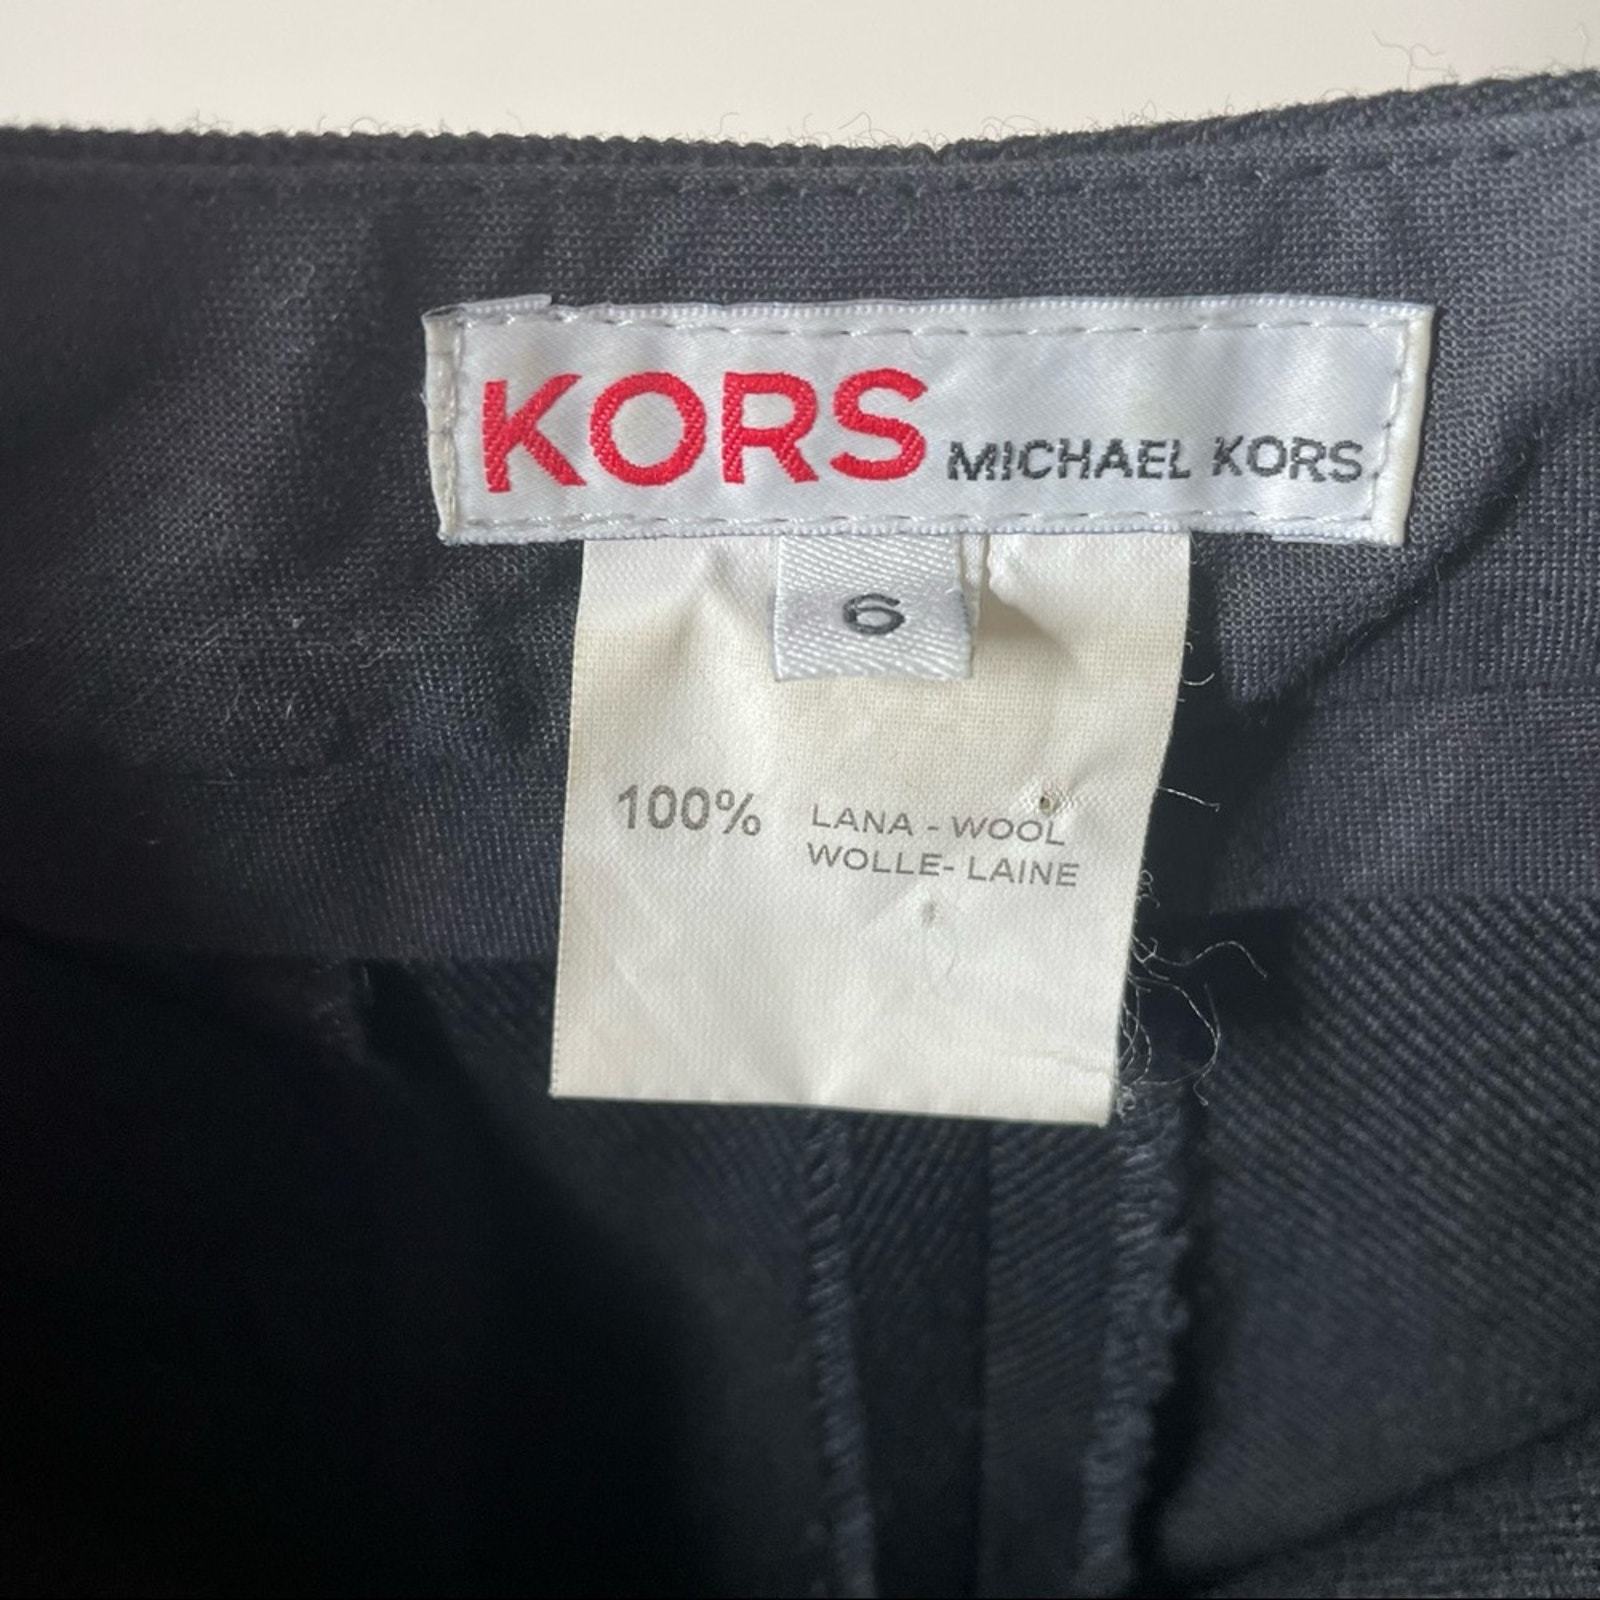 KORS MICHAEL KORS
6
100% LANA - WOOL
WOLLE- LAINE